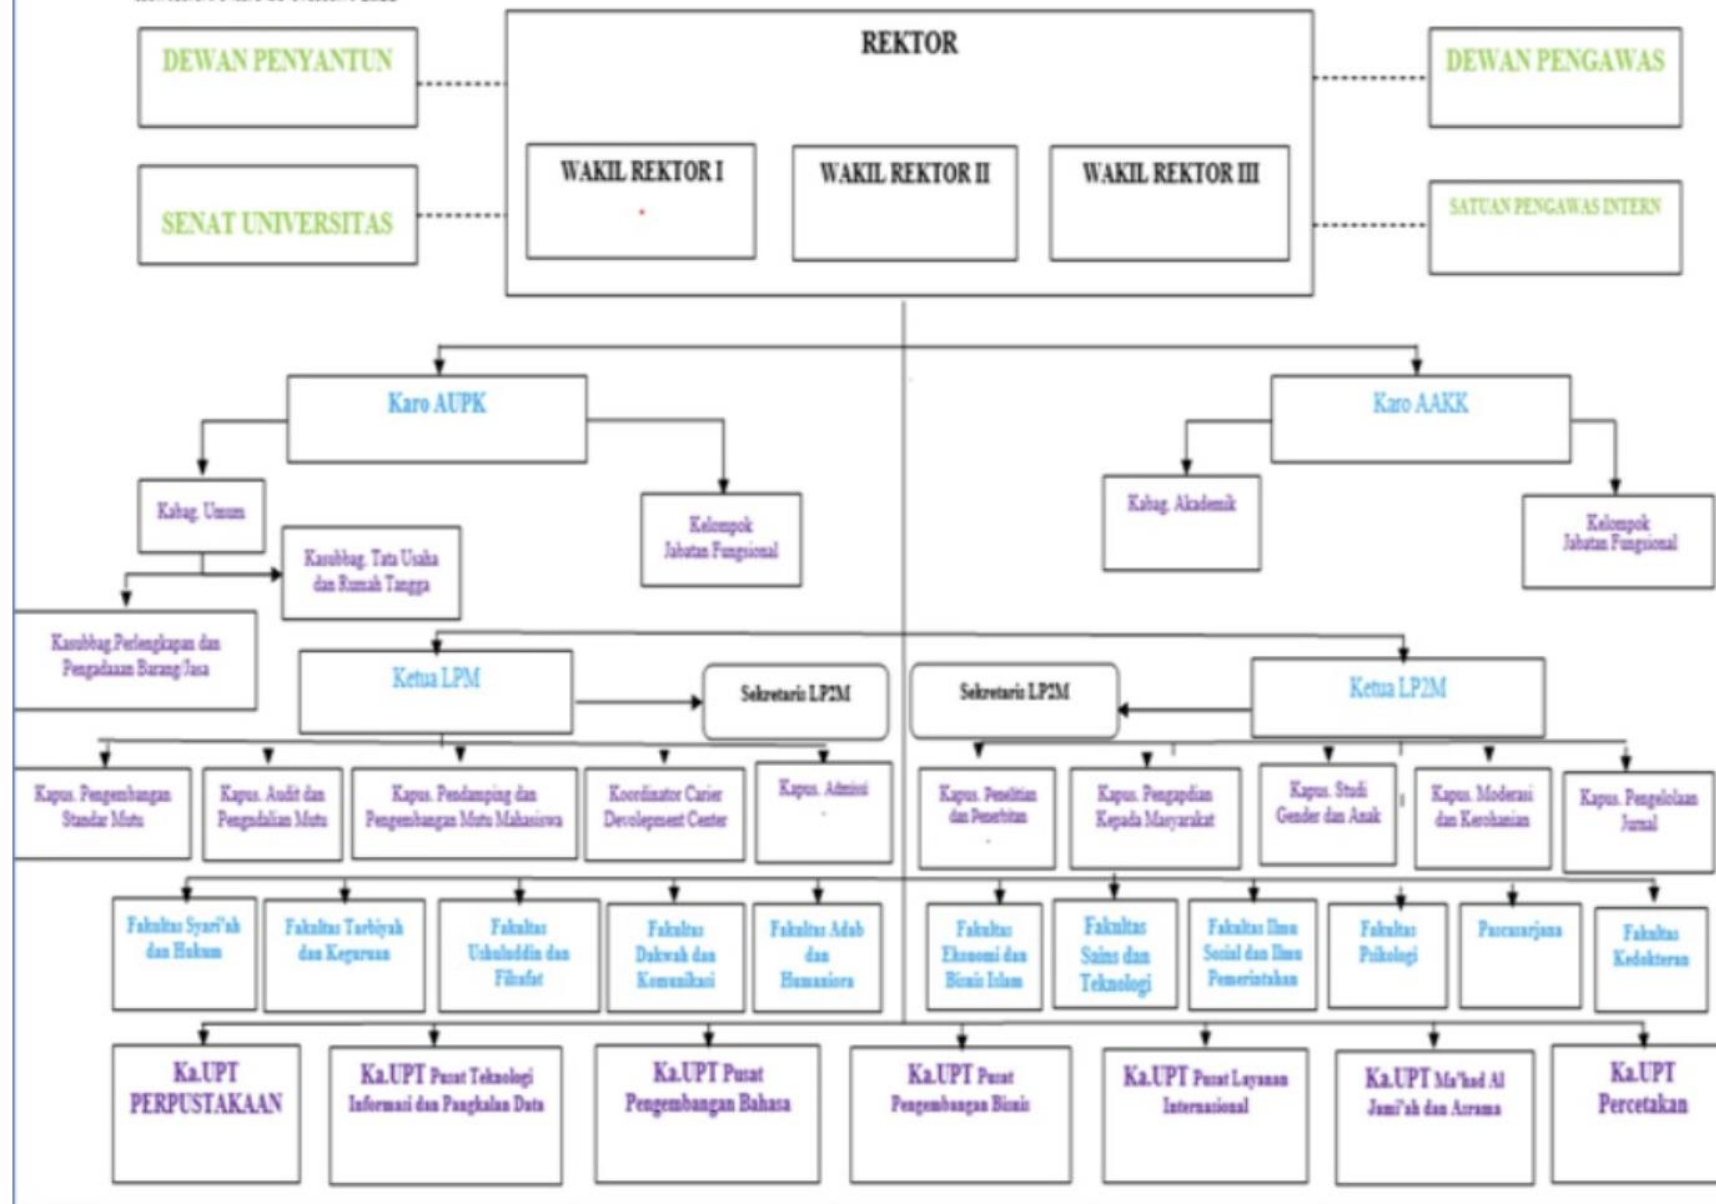 DEWAN PENYANTUN
REKTOR
DEWAN PENGAWAS
WAKIL REKTOR I
WAKIL REKTOR II
WAKIL REKTOR III
SENAT UNIVERSITAS
SATUAN PENGAWAS INTERN
Karo AUPK
Karo AAKK
Kabag. Umum
Kelompok
Jabatan Fungsional
Kabag. Akademik
Kelompok
Jabatan Fungsional
Kasubbag. Tata Usaha
dan Rumah Tangga
Kasubbag.Perlengkapan dan
Pengadaaan Barang/Jasa
Ketua LPM
Sekretaris LP2M
Sekretaris LP2M
Ketua LP2M
Kapus. Pengembangan
Standar Mutu
Kapus. Audit dan
Pengndalian Mutu
Kapus. Pendamping dan
Pengembangan Mutu Mahasiswa
Koordinator Carier
Devolepment Center
Kapus. Admissi
Kapus. Penelitian
dan Penerbitan
Kapus. Pengapdian
Kepada Masyarakat
Kapus. Studi
Gender dan Anak
Kapus. Moderasi
dan Kerohanian
Kapus. Pengelolaan
Jurnal
Fakultas Syari'ah
dan Hukum
Fakultas Tarbiyah
dan Keguruan
Fakultas
Ushuluddin dan
Filsafat
Fakultas
Dakwah dan
Komunikasi
Fakultas Adab
dan
Humaniora
Fakultas
Ekonomi dan
Bisnis Islam
Fakultas
Sains dan
Teknologi
Fakultas Ilmu
Sosial dan Ilmu
Pemerintahan
Fakultas
Psikologi
Pascasarjana
Fakultas
Kedokteran
Ka.UPT
PERPUSTAKAAN
Ka.UPT Pusat Teknologi
Informasi dan Pangkalan Data
Ka.UPT Pusat
Pengembangan Bahasa
Ka.UPT Pusat
Pengembangan Bisnis
Ka.UPT Pusat Layanan
Internasional
Ka.UPT Ma'had Al
Jami'ah dan Asrama
Ka.UPT
Percetakan